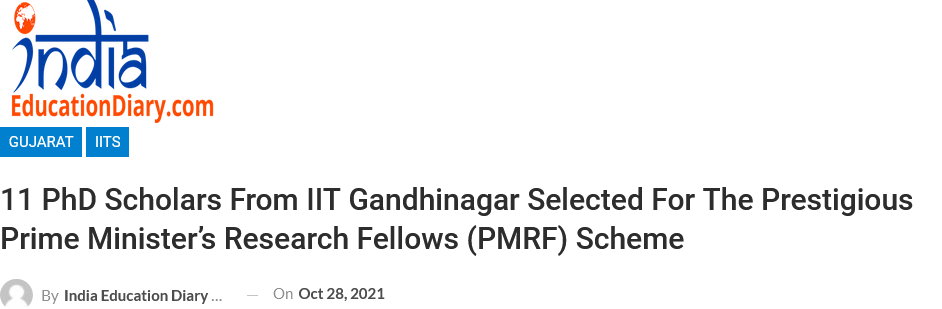 india
EducationDiary.com
GUJARAT IITS
11 PhD Scholars From IIT Gandhinagar Selected For The Prestigious
Prime Minister’s Research Fellows (PMRF) Scheme
By India Education Diary ... — On Oct 28, 2021